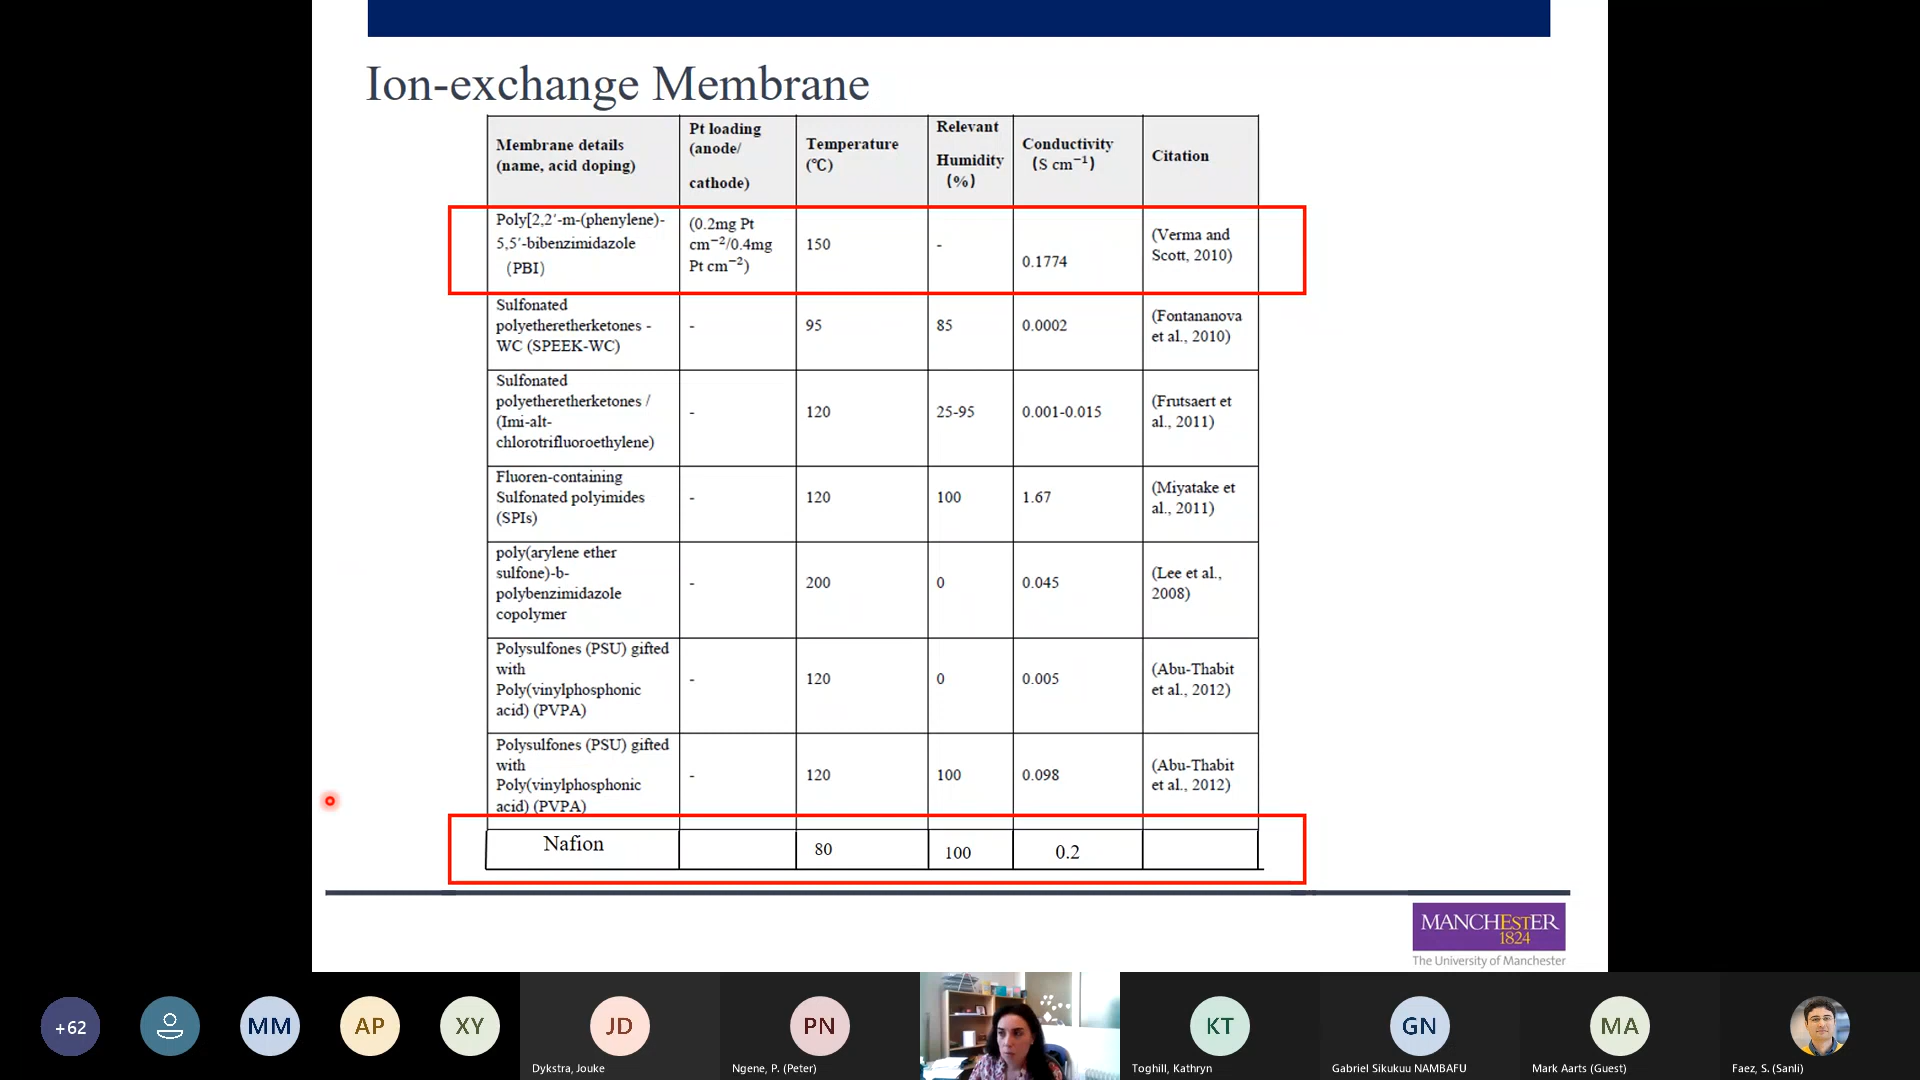 Ion-exchange Membrane
Membrane details
(name, acid doping)
Pt loading
(anode/
cathode)
Temperature
(℃)
Relevant
Humidity
(%)
Conductivity
(S cm⁻¹)
Citation
Poly[2,2′-m-(phenylene)-
5,5′-bibenzimidazole
(PBI)
(0.2mg Pt
cm⁻²/0.4mg
Pt cm⁻²)
150
-
0.1774
(Verma and
Scott, 2010)
Sulfonated
polyetheretherketones -
WC (SPEEK-WC)
-
95
85
0.0002
(Fontananova
et al., 2010)
Sulfonated
polyetheretherketones /
(Imi-alt-
chlorotrifluoroethylene)
-
120
25-95
0.001-0.015
(Frutsaert et
al., 2011)
Fluoren-containing
Sulfonated polyimides
(SPIs)
-
120
100
1.67
(Miyatake et
al., 2011)
poly(arylene ether
sulfone)-b-
polybenzimidazole
copolymer
-
200
0
0.045
(Lee et al.,
2008)
Polysulfones (PSU) gifted
with
Poly(vinylphosphonic
acid) (PVPA)
-
120
0
0.005
(Abu-Thabit
et al., 2012)
Polysulfones (PSU) gifted
with
Poly(vinylphosphonic
acid) (PVPA)
-
120
100
0.098
(Abu-Thabit
et al., 2012)
Nafion
80
100
0.2
MANCHESTER
1824
The University of Manchester
+62
MM
AP
XY
JD
Dykstra, Jouke
PN
Ngene, P. (Peter)
KT
Toghill, Kathryn
GN
Gabriel Sikukuu NAMBAFU
MA
Mark Aarts (Guest)
Faez, S. (Sanli)